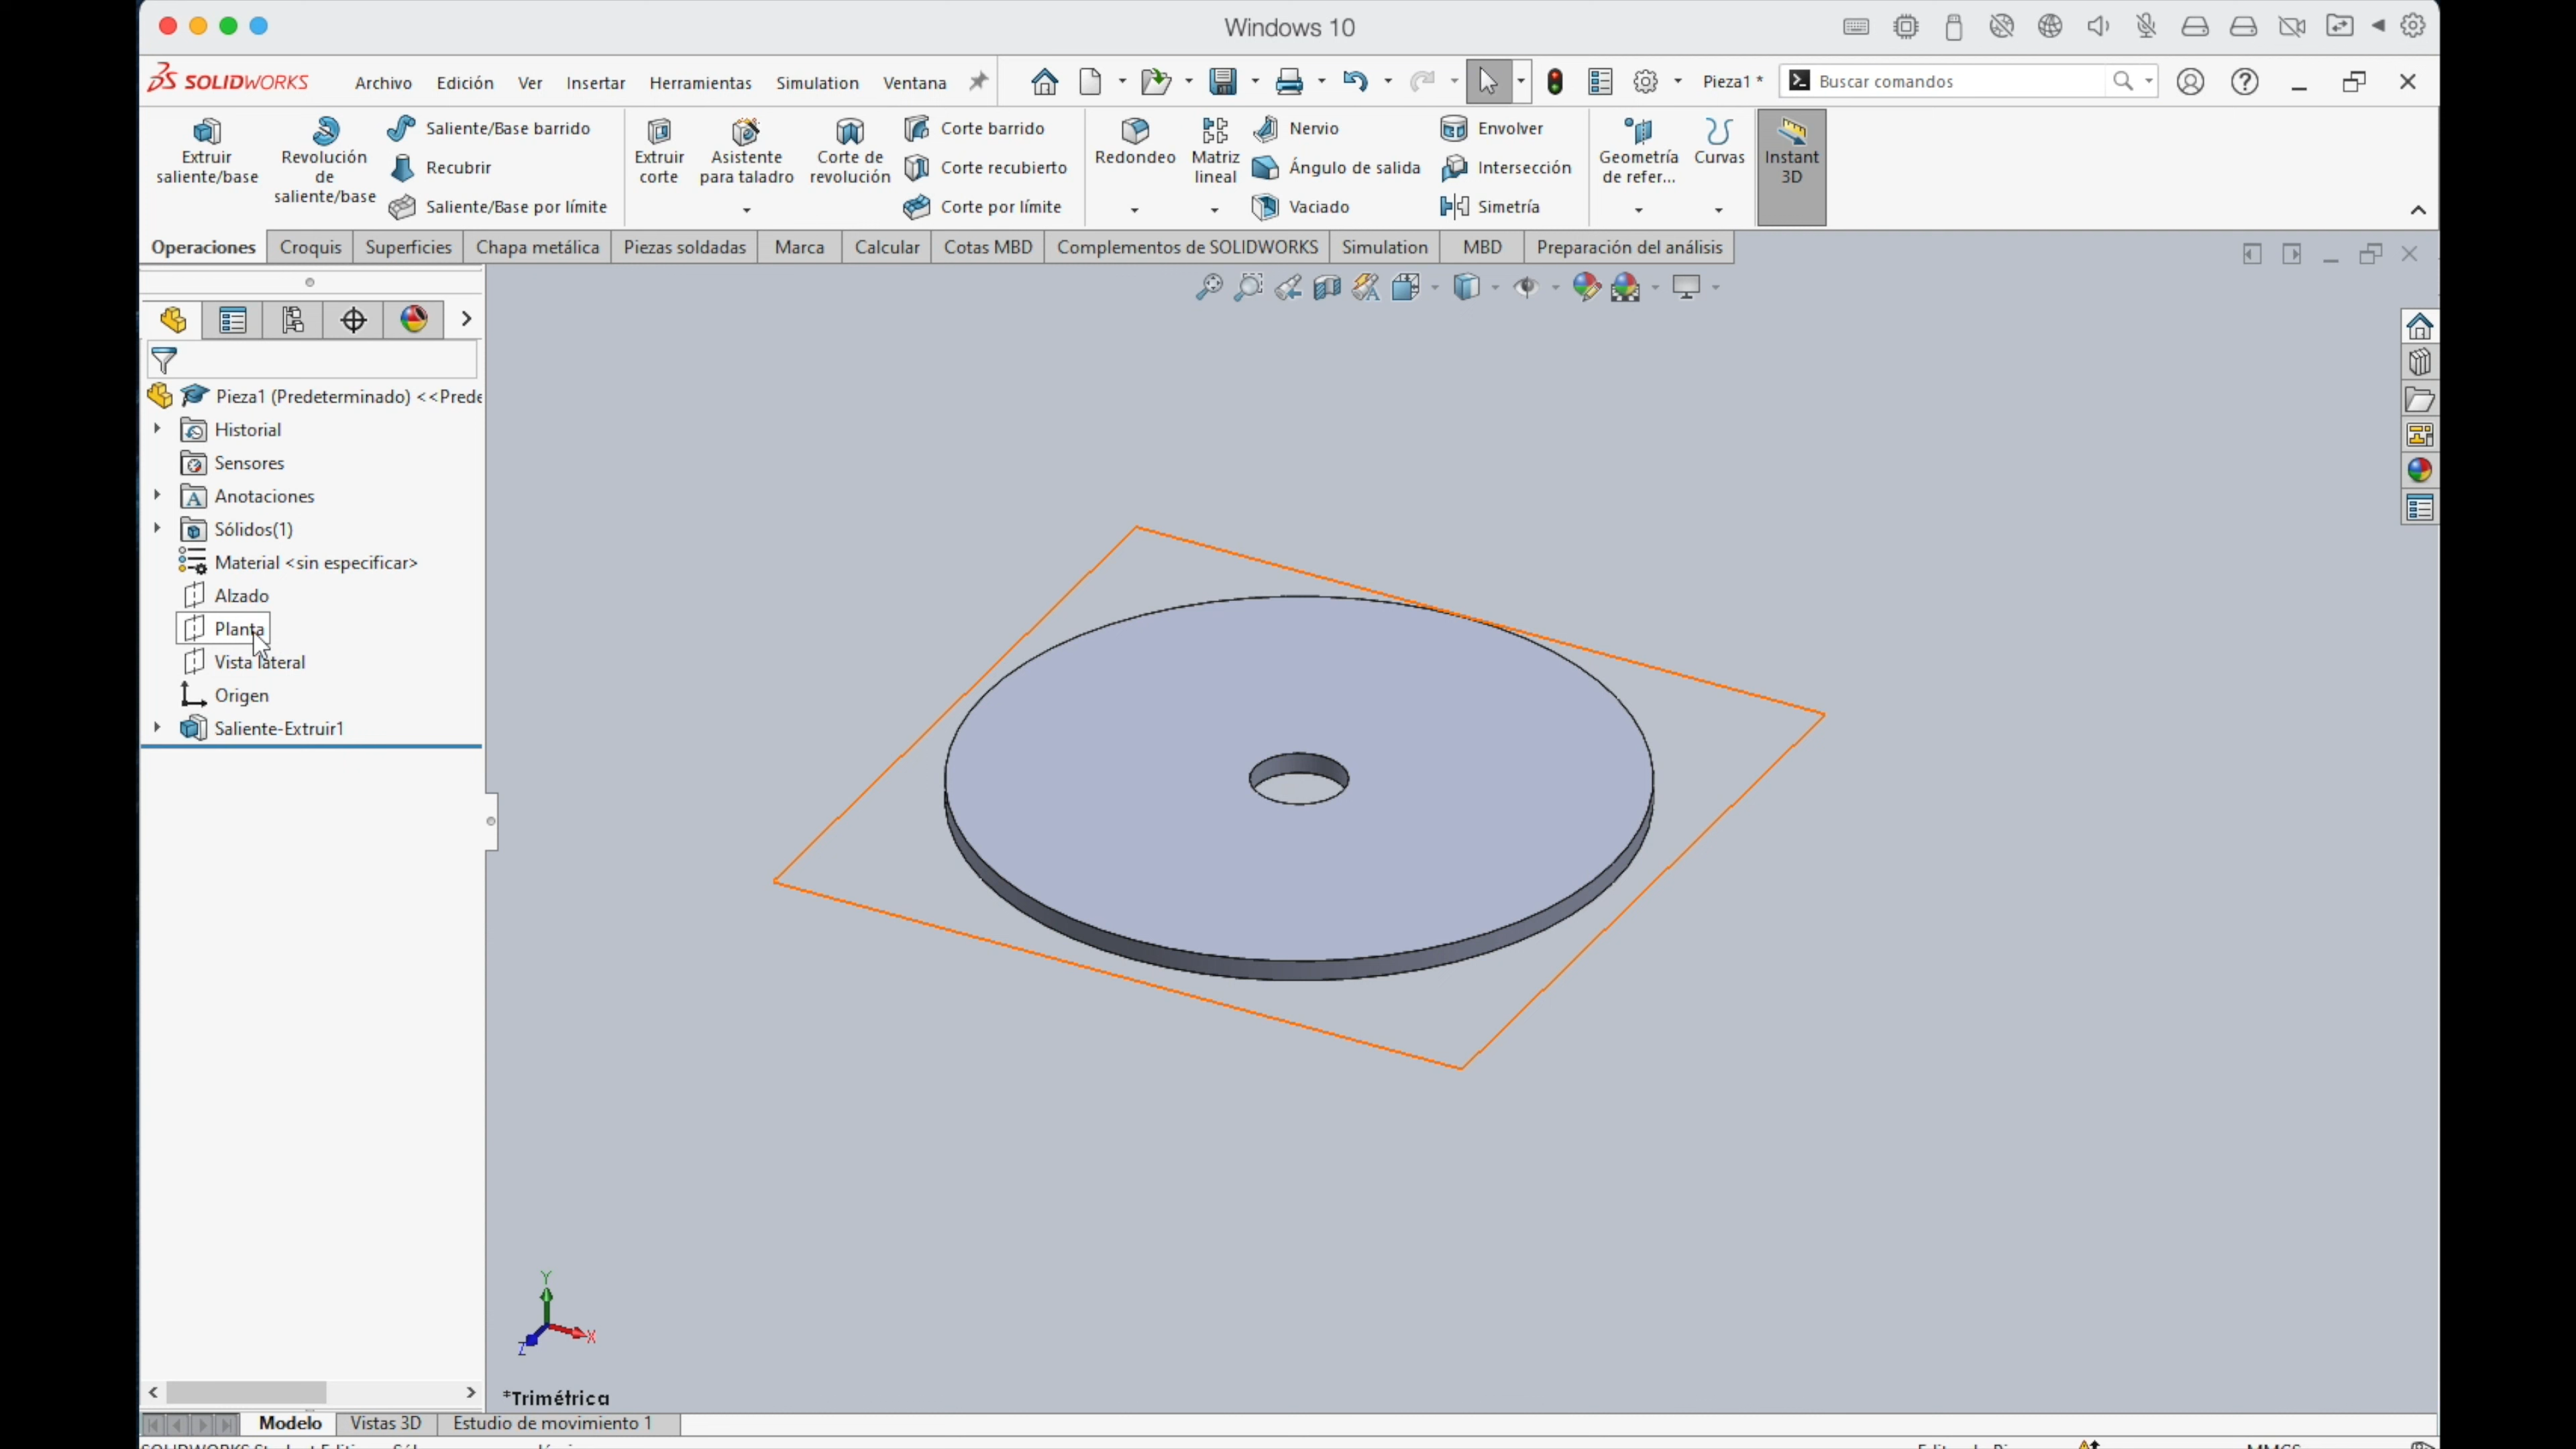 Windows 10
SOLIDWORKS Archivo Edición Ver Insertar Herramientas Simulation Ventana Pieza1 * Buscar comandos
Extruir saliente/base
Revolución de saliente/base
Saliente/Base barrido
Recubrir
Saliente/Base por límite
Extruir corte
Asistente para taladro
Corte de revolución
Corte barrido
Corte recubierto
Corte por límite
Redondeo
Matriz lineal
Nervio
Ángulo de salida
Vaciado
Envolver
Intersección
Simetría
Geometría de refer...
Curvas
Instant 3D
Operaciones Croquis Superficies Chapa metálica Piezas soldadas Marca Calcular Cotas MBD Complementos de SOLIDWORKS Simulation MBD Preparación del análisis
Pieza1 (Predeterminado) <<Prede
Historial
Sensores
Anotaciones
Sólidos(1)
Material <sin especificar>
Alzado
Planta
Vista lateral
Origen
Saliente-Extruir1
Y
X
Z
*Trimétrica
Modelo Vistas 3D Estudio de movimiento 1